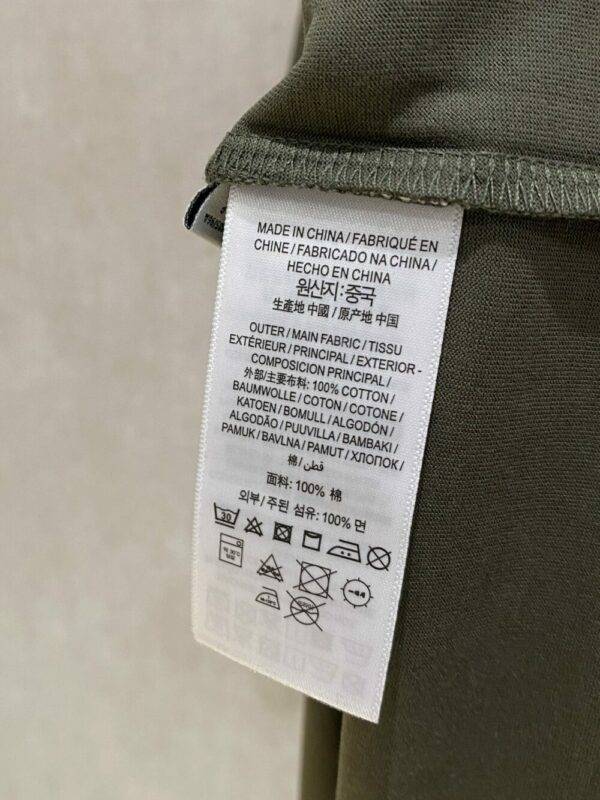 MADE IN CHINA / FABRIQUÉ EN
CHINE / FABRICADO NA CHINA /
HECHO EN CHINA
원산지:중국
生產地 中國 / 原产地 中国
OUTER / MAIN FABRIC / TISSU
EXTÉRIEUR / PRINCIPAL / EXTERIOR -
COMPOSICION PRINCIPAL /
外部/主要布料: 100% COTTON /
BAUMWOLLE / COTON / COTONE /
KATOEN / BOMULL / ALGODÓN /
ALGODÃO / PUUVILLA / BAMBAKI /
PAMUK / BAVLNA / PAMUT / ХЛОПОК /
棉 / قطن /
面料: 100% 棉
외부 / 주된 섬유: 100% 면
30